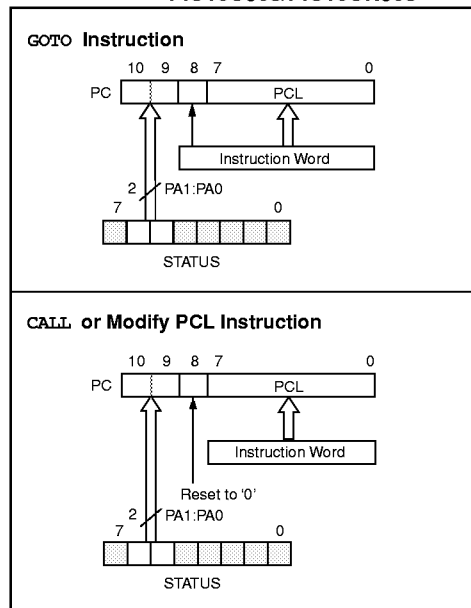 GOTO Instruction
10 9 8 7 0
PC PCL
Instruction Word
2 PA1:PA0
7 0
STATUS
CALL or Modify PCL Instruction
10 9 8 7 0
PC PCL
Instruction Word
Reset to '0'
2 PA1:PA0
7 0
STATUS